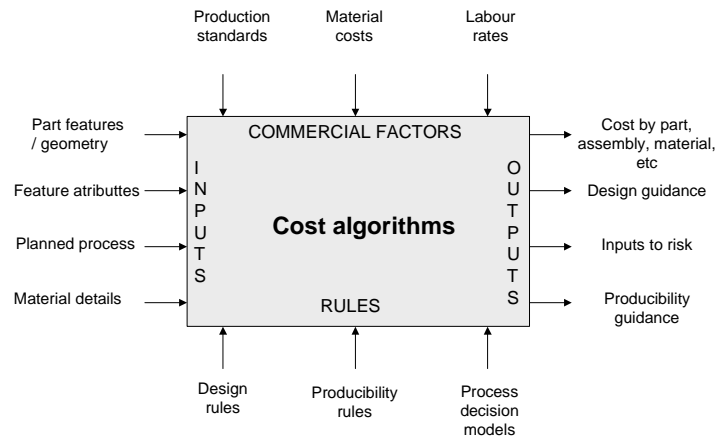 Production
standards
Material
costs
Labour
rates
Part features
/ geometry
Feature atributtes
Planned process
Material details
COMMERCIAL FACTORS
INPUTS
Cost algorithms
OUTPUTS
RULES
Cost by part,
assembly, material,
etc
Design guidance
Inputs to risk
Producibility
guidance
Design
rules
Producibility
rules
Process
decision
models